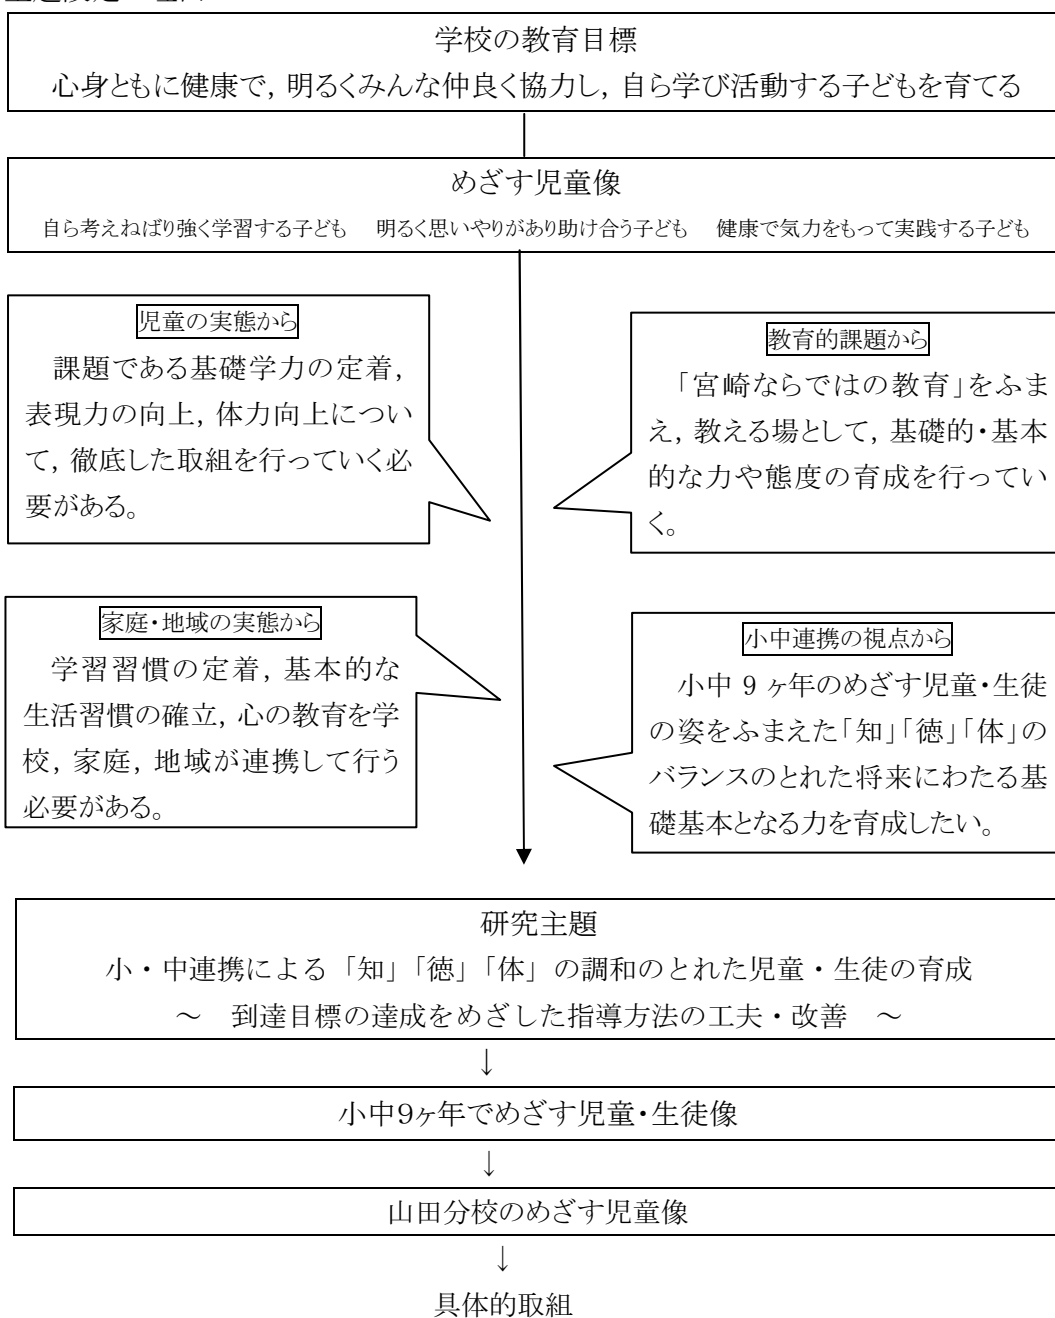 学校の教育目標
心身ともに健康で，明るくみんな仲良く協力し，自ら学び活動する子どもを育てる
めざす児童像
自ら考えねばり強く学習する子ども　明るく思いやりがあり助け合う子ども　健康で気力をもって実践する子ども
児童の実態から
課題である基礎学力の定着，
表現力の向上，体力向上につい
て，徹底した取組を行っていく必
要がある。
教育的課題から
「宮崎ならではの教育」をふま
え，教える場として，基礎的・基本
的な力や態度の育成を行ってい
く。
家庭・地域の実態から
学習習慣の定着，基本的な
生活習慣の確立，心の教育を学
校，家庭，地域が連携して行う
必要がある。
小中連携の視点から
小中 9 ヶ年のめざす児童・生徒
の姿をふまえた「知」「徳」「体」の
バランスのとれた将来にわたる基
礎基本となる力を育成したい。
研究主題
小・中連携による「知」「徳」「体」の調和のとれた児童・生徒の育成
～　到達目標の達成をめざした指導方法の工夫・改善　～
↓
小中９ヶ年でめざす児童・生徒像
↓
山田分校のめざす児童像
↓
具体的取組